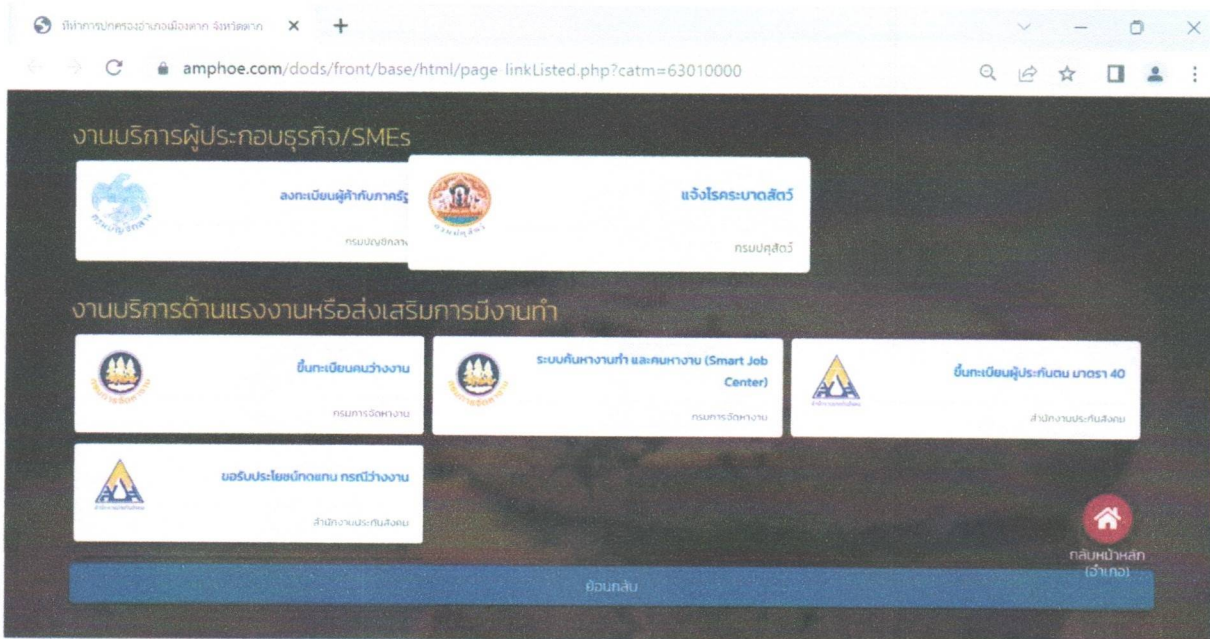 ที่ทำการปกครองอำเภอเมืองตาก จังหวัดตาก
amphoe.com/dods/front/base/html/page-linkListed.php?catm=63010000
งานบริการผู้ประกอบธุรกิจ/SMEs
ลงทะเบียนผู้ค้ากับภาครัฐ
กรมบัญชีกลาง
แจ้งโรคระบาดสัตว์
กรมปศุสัตว์
งานบริการด้านแรงงานหรือส่งเสริมการมีงานทำ
ขึ้นทะเบียนคนว่างงาน
กรมการจัดหางาน
ระบบค้นหางานทำ และคนหางาน (Smart Job
Center)
กรมการจัดหางาน
ขึ้นทะเบียนผู้ประกันตน มาตรา 40
สำนักงานประกันสังคม
ขอรับประโยชน์ทดแทน กรณีว่างงาน
สำนักงานประกันสังคม
กลับหน้าหลัก
(อำเภอ)
ย้อนกลับ